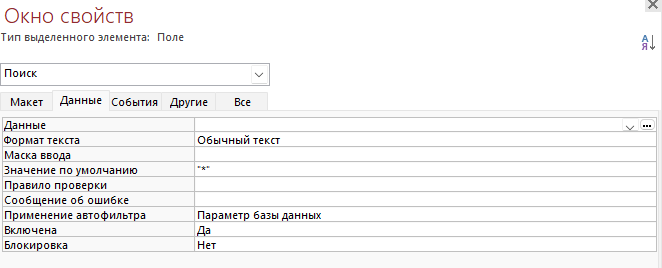 Окно свойств
Тип выделенного элемента: Поле
А
Я
Поиск
Макет Данные События Другие Все
Данные
Формат текста Обычный текст
Маска ввода
Значение по умолчанию "*"
Правило проверки
Сообщение об ошибке
Применение автофильтра Параметр базы данных
Включена Да
Блокировка Нет